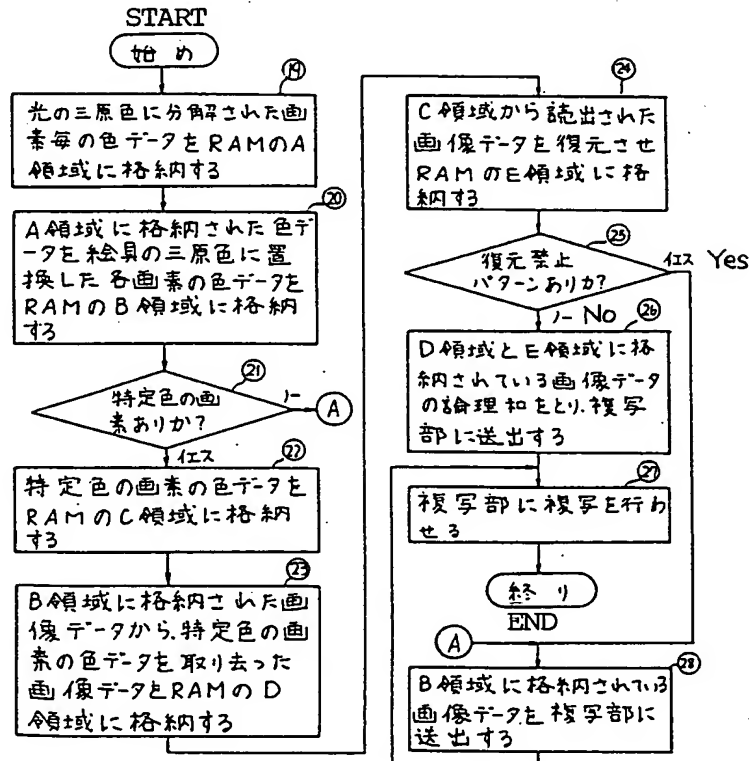 START
始め
⑲
光の三原色に分解された画
素毎の色データをRAMのA
領域に格納する
⑳
A領域に格納された色デ
ータを絵具の三原色に置
換した各画素の色データを
RAMのB領域に格納
する
㉑
特定色の画
素ありか?
ノー
A
イエス
㉒
特定色の画素の色データを
RAMのC領域に格納
する
㉓
B領域に格納された画
像データから、特定色の画
素の色データを取り去った
画像データとRAMのD
領域に格納する
㉔
C領域から読出された
画像データを復元させ
RAMのE領域に格
納する
㉕
復元禁止
パターンありか?
イエス Yes
ノー No
㉖
D領域とE領域に格
納されている画像データ
の論理和をとり、複写
部に送出する
㉗
複写部に複写を行わ
せる
終り
END
A
㉘
B領域に格納されている
画像データを複写部に
送出する